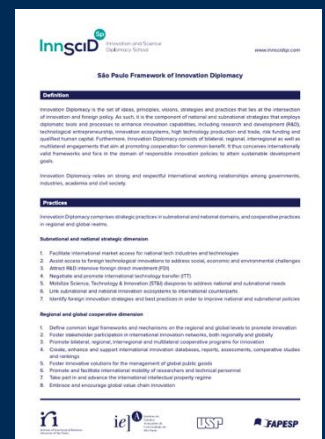 Sp
InnSciD
Innovation and Science
Diplomacy School
www.innscidsp.com
São Paulo Framework of Innovation Diplomacy
Definition
Innovation Diplomacy is the set of ideas, principles, visions, strategies and practices that lies at the intersection
of innovation and foreign policy. As such, it is the component of national and subnational strategies that employs
diplomatic tools and processes to enhance innovation capabilities, including research and development (R&D),
technological entrepreneurship, innovation ecosystems, high technology production and trade, risk funding and
qualified human capital. Furthermore, Innovation Diplomacy consists of bilateral, regional, interregional as well as
multilateral engagements that aim at promoting cooperation for common benefit. It thus conceives internationally
valid frameworks and fora in the domain of responsible innovation policies to attain sustainable development
goals.
Innovation Diplomacy relies on strong and respectful international working relationships among governments,
industries, academia and civil society.
Practices
Innovation Diplomacy comprises strategic practices in subnational and national domains, and cooperative practices
in regional and global realms.
Subnational and national strategic dimension
1. Facilitate international market access for national tech industries and technologies
2. Assist access to foreign technological innovations to address social, economic and environmental challenges
3. Attract R&D intensive foreign direct investment (FDI)
4. Negotiate and promote international technology transfer (ITT)
5. Mobilize Science, Technology & Innovation (ST&I) diasporas to address national and subnational needs
6. Link subnational and national innovation ecosystems to international counterparts
7. Identify foreign innovation strategies and best practices in order to improve national and subnational policies
Regional and global cooperative dimension
1. Define common legal frameworks and mechanisms on the regional and global levels to promote innovation
2. Foster stakeholder participation in international innovation networks, both regionally and globally
3. Promote bilateral, regional, interregional and multilateral cooperative programs for innovation
4. Create, enhance and support international innovation databases, reports, assessments, comparative studies
and rankings
5. Foster innovative solutions for the management of global public goods
6. Promote and facilitate international mobility of researchers and technical personnel
7. Take part in and advance the international intellectual property regime
8. Embrace and encourage global value chain innovation
iea
USP
FAPESP